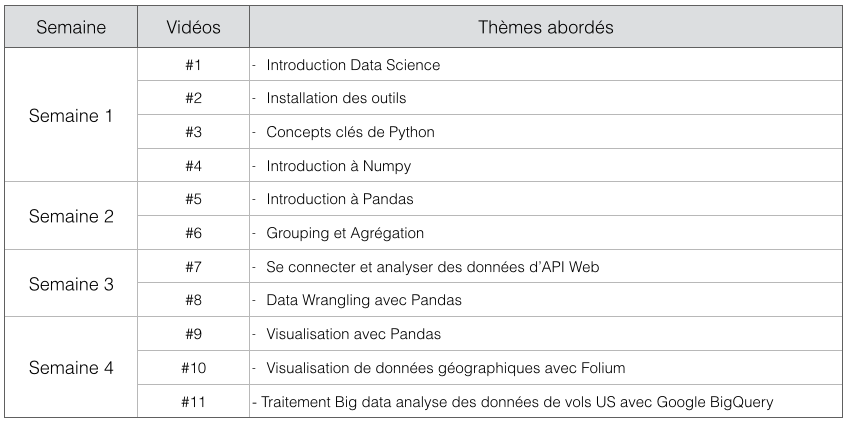 Semaine Vidéos Thèmes abordés
Semaine 1
#1 - Introduction Data Science
#2 - Installation des outils
#3 - Concepts clés de Python
#4 - Introduction à Numpy
Semaine 2
#5 - Introduction à Pandas
#6 - Grouping et Agrégation
Semaine 3
#7 - Se connecter et analyser des données d'API Web
#8 - Data Wrangling avec Pandas
Semaine 4
#9 - Visualisation avec Pandas
#10 - Visualisation de données géographiques avec Folium
#11 - Traitement Big data analyse des données de vols US avec Google BigQuery